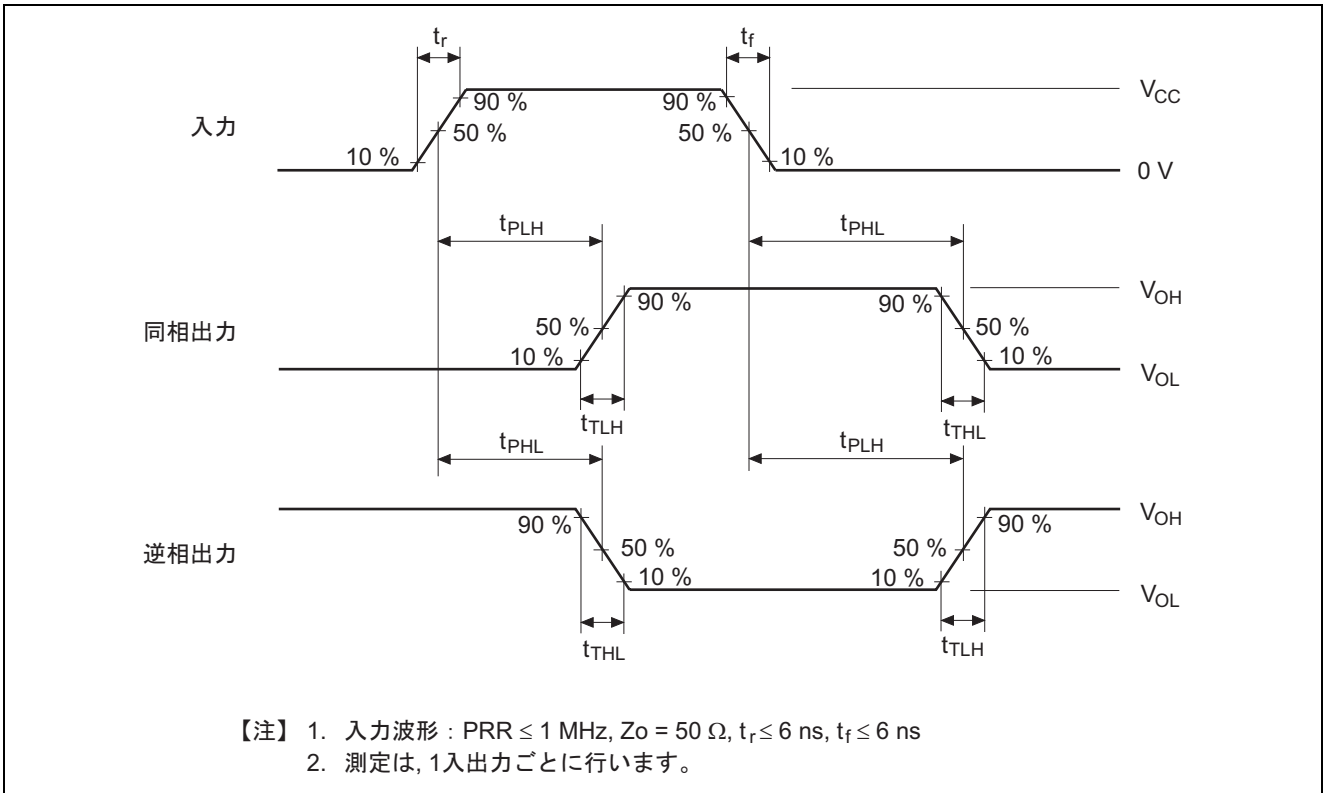 tr tf
90 % 90 % VCC
入力 50 % 50 %
10 % 10 % 0 V
tPLH tPHL
90 % 90 % VOH
同相出力 50 % 50 %
10 % 10 % VOL
tTLH tTHL
tPHL tPLH
90 % 90 % VOH
逆相出力 50 % 50 %
10 % 10 % VOL
tTHL tTLH
【注】 1. 入力波形：PRR ≤ 1 MHz, Zo = 50 Ω, tr ≤ 6 ns, tf ≤ 6 ns
2. 測定は, 1入出力ごとに行います。